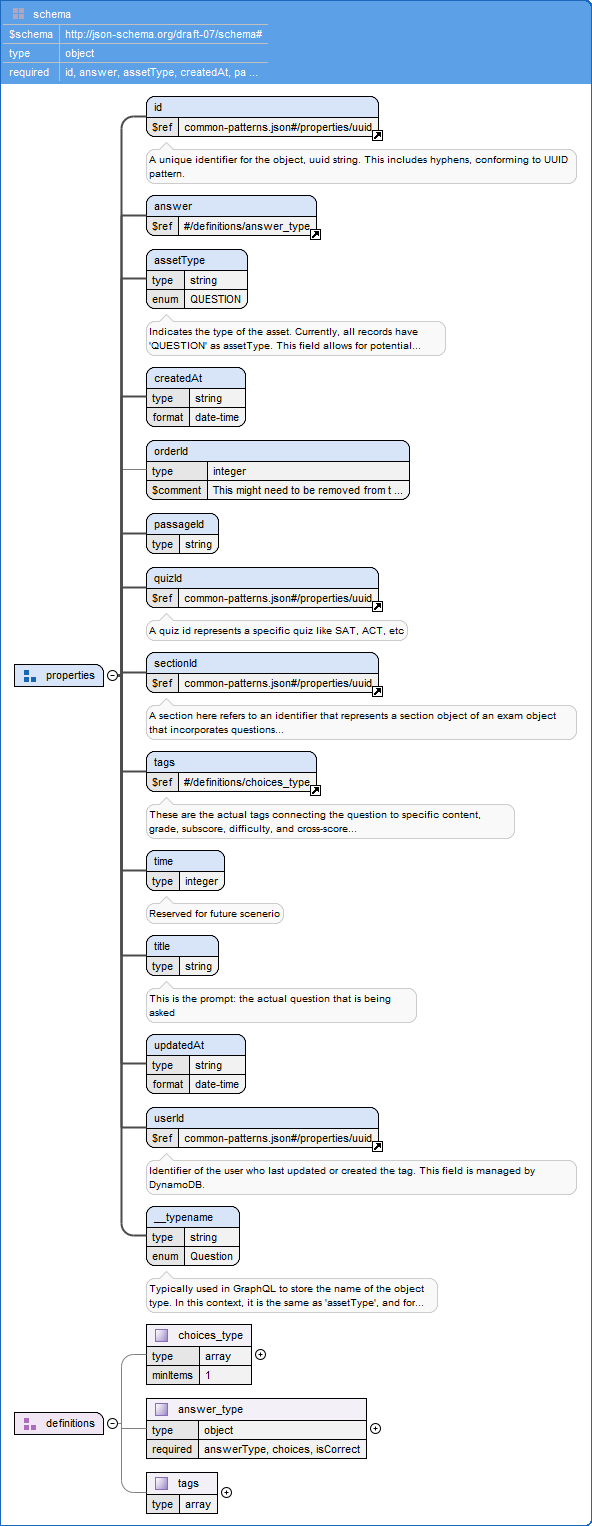 schema
$schema http://json-schema.org/draft-07/schema#
type object
required id, answer, assetType, createdAt, pa ...
id
$ref common-patterns.json#/properties/uuid
A unique identifier for the object, uuid string. This includes hyphens, conforming to UUID
pattern.
answer
$ref #/definitions/answer_type
assetType
type string
enum QUESTION
Indicates the type of the asset. Currently, all records have
'QUESTION' as assetType. This field allows for potential...
createdAt
type string
format date-time
orderId
type integer
$comment This might need to be removed from t ...
passageId
type string
quizId
$ref common-patterns.json#/properties/uuid
A quiz id represents a specific quiz like SAT, ACT, etc
properties
sectionId
$ref common-patterns.json#/properties/uuid
A section here refers to an identifier that represents a section object of an exam object
that incorporates questions...
tags
$ref #/definitions/choices_type
These are the actual tags connecting the question to specific content,
grade, subscore, difficulty, and cross-score...
time
type integer
Reserved for future scenerio
title
type string
This is the prompt: the actual question that is being
asked
updatedAt
type string
format date-time
userId
$ref common-patterns.json#/properties/uuid
Identifier of the user who last updated or created the tag. This field is managed by
DynamoDB.
__typename
type string
enum Question
Typically used in GraphQL to store the name of the object
type. In this context, it is the same as 'assetType', and for...
choices_type
type array
minItems 1
definitions
answer_type
type object
required answerType, choices, isCorrect
tags
type array